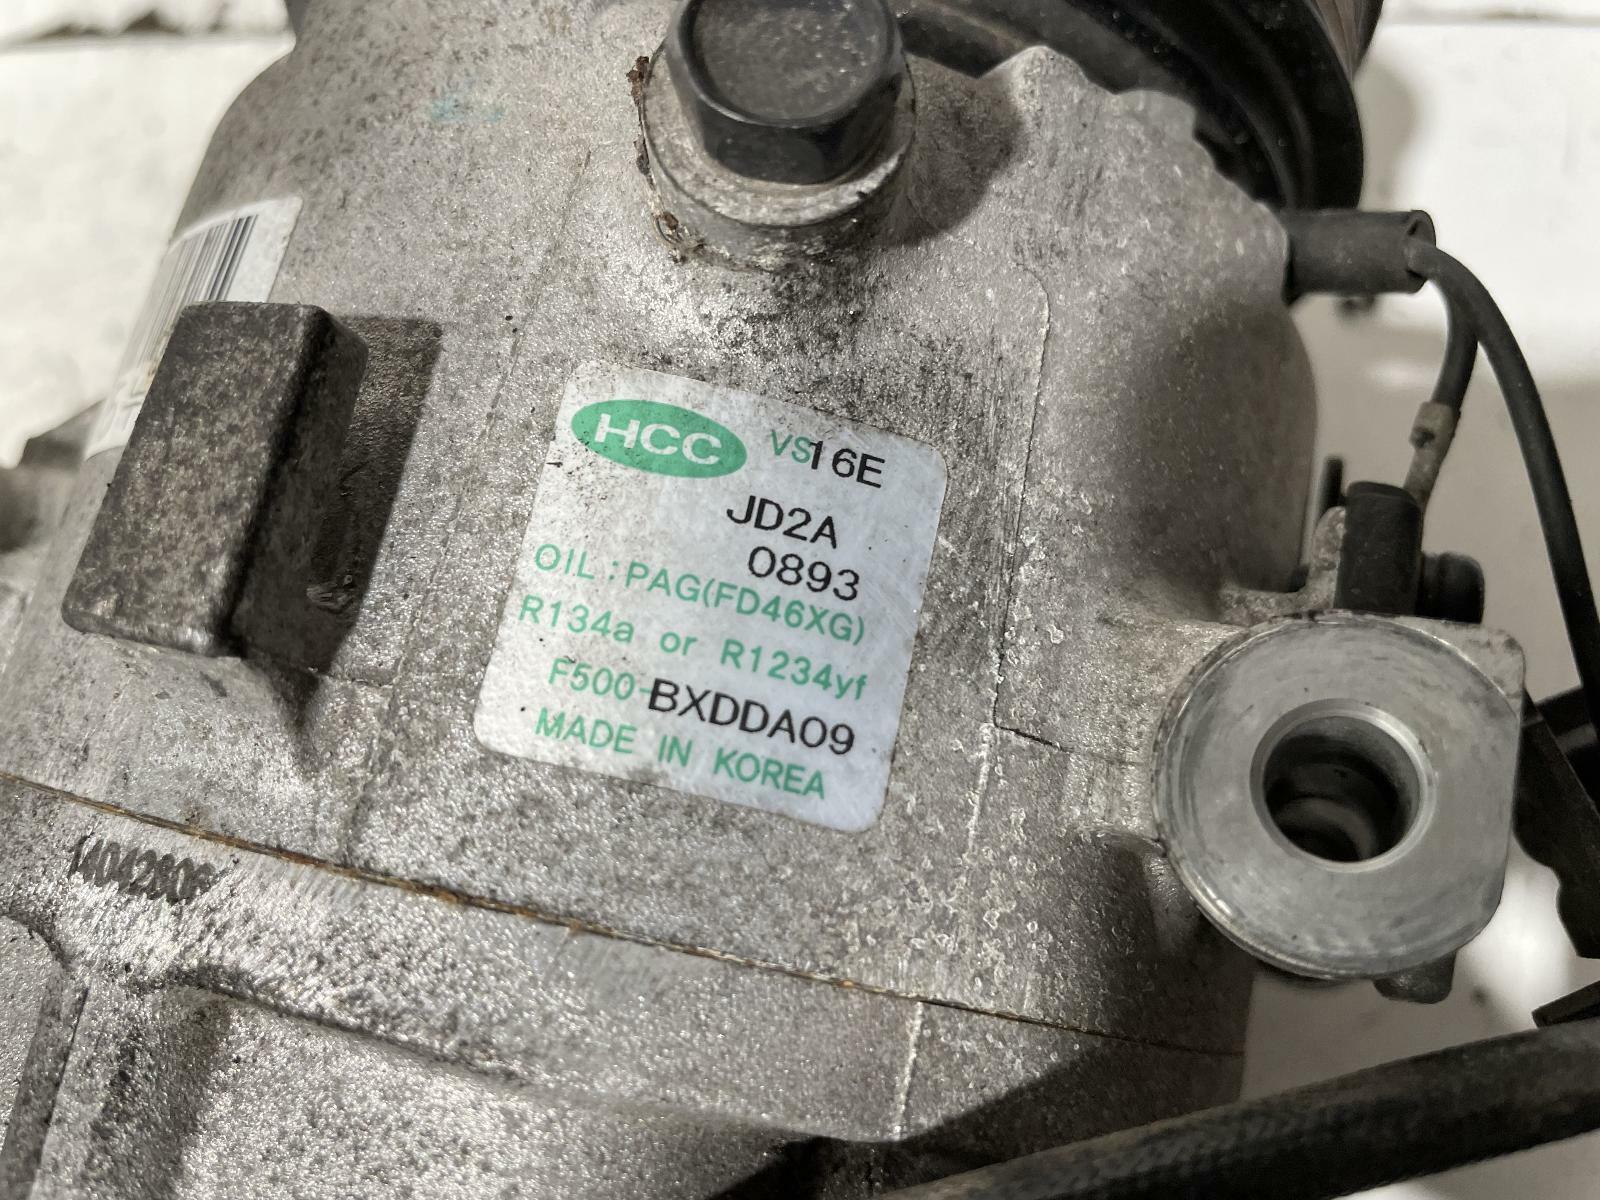 HCC VS16E
JD2A
0893
OIL : PAG(FD46XG)
R134a or R1234yf
F500-BXDDA09
MADE IN KOREA